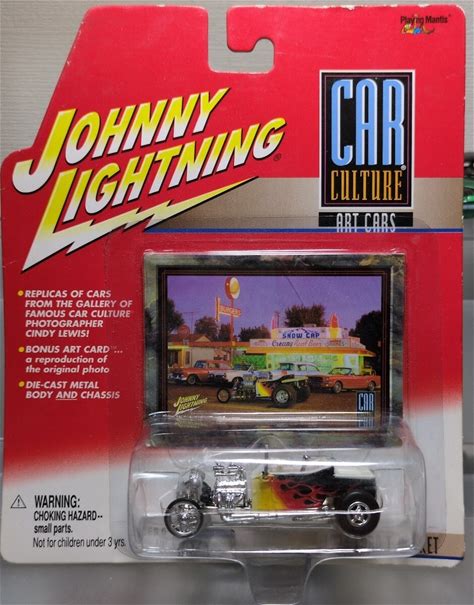 Playing Mantis
JOHNNY
LIGHTNING®
CAR
CULTURE®
ART CARS
• REPLICAS OF CARS
FROM THE GALLERY OF
FAMOUS CAR CULTURE®
PHOTOGRAPHER
CINDY LEWIS!
• BONUS ART CARD™...
a reproduction of
the original photo
• DIE-CAST METAL
BODY AND CHASSIS
SNOW CAP
JOHNNY
LIGHTNING
CAR
WARNING:
CHOKING HAZARD--
small parts.
Not for children under 3 yrs.